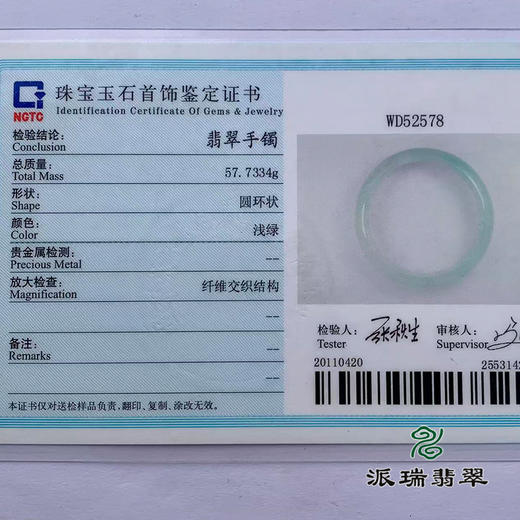 NGTC
珠宝玉石首饰鉴定证书
Identification Certificate Of Gems & Jewelry
检验结论: 翡翠手镯
Conclusion
总质量: 57.7334g
Total Mass
形状: 圆环状
Shape
颜色: 浅绿
Color
贵金属检测: --
Precious Metal
放大检查: 纤维交织结构
Magnification
--
备注: --
Remarks
本证书仅对送检样品负责,翻印、复制、涂改无效。
WD52578
检验人: 审核人:
Tester Supervisor
20110420 2553142
派瑞翡翠